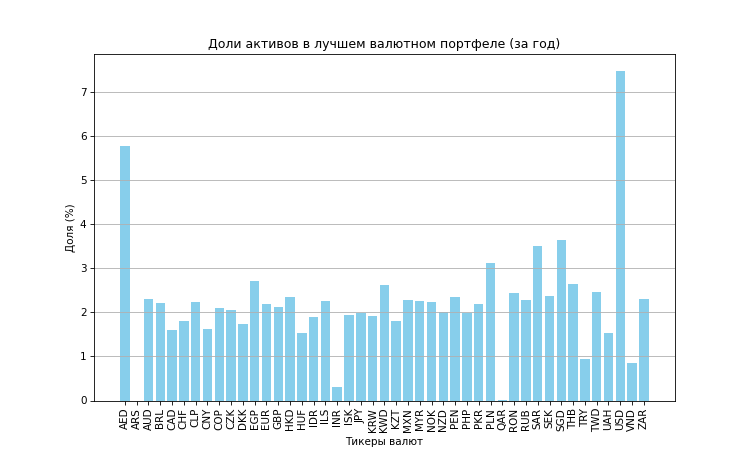 Доли активов в лучшем валютном портфеле (за год)
Доля (%)
7
6
5
4
3
2
1
0
AED ARS AUD BRL CAD CHF CLP CNY COP CZK DKK EGP EUR GBP HKD HUF IDR ILS INR ISK JPY KRW KWD KZT MXN MYR NOK NZD PEN PHP PKR PLN QAR RON RUB SAR SEK SGD THB TRY TWD UAH USD VND ZAR
Тикеры валют